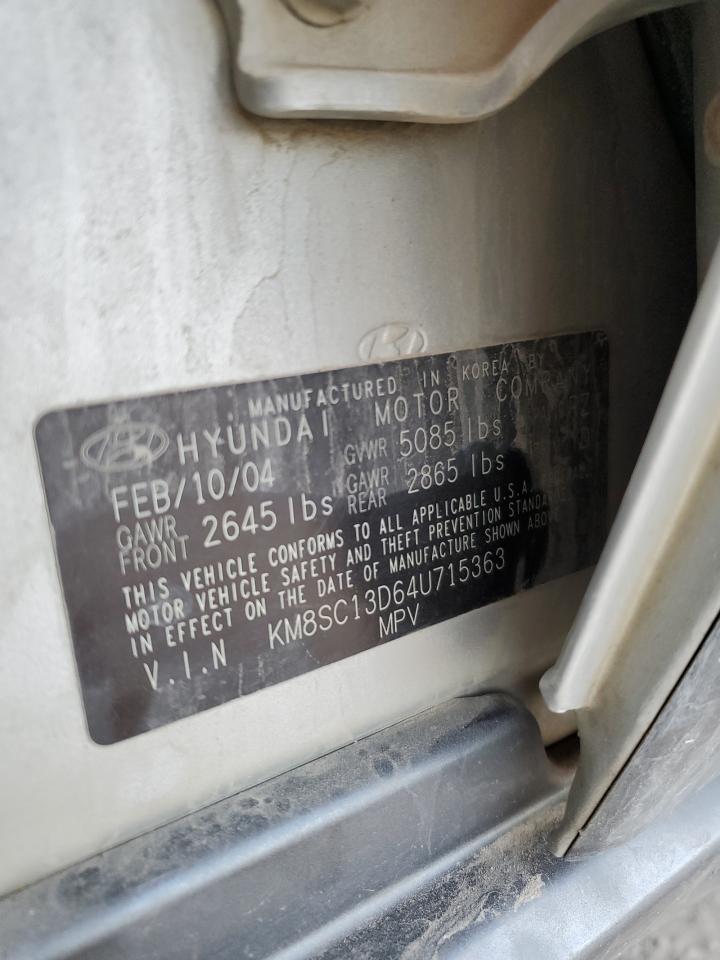 MANUFACTURED IN KOREA BY
HYUNDAI MOTOR COMPANY
FEB/10/04 GVWR 5085 lbs
GAWR FRONT 2645 lbs GAWR REAR 2865 lbs
THIS VEHICLE CONFORMS TO ALL APPLICABLE U.S.A.
MOTOR VEHICLE SAFETY AND THEFT PREVENTION
IN EFFECT ON THE DATE OF MANUFACTURE SHOWN
V.I.N KM8SC13D64U715363
MPV